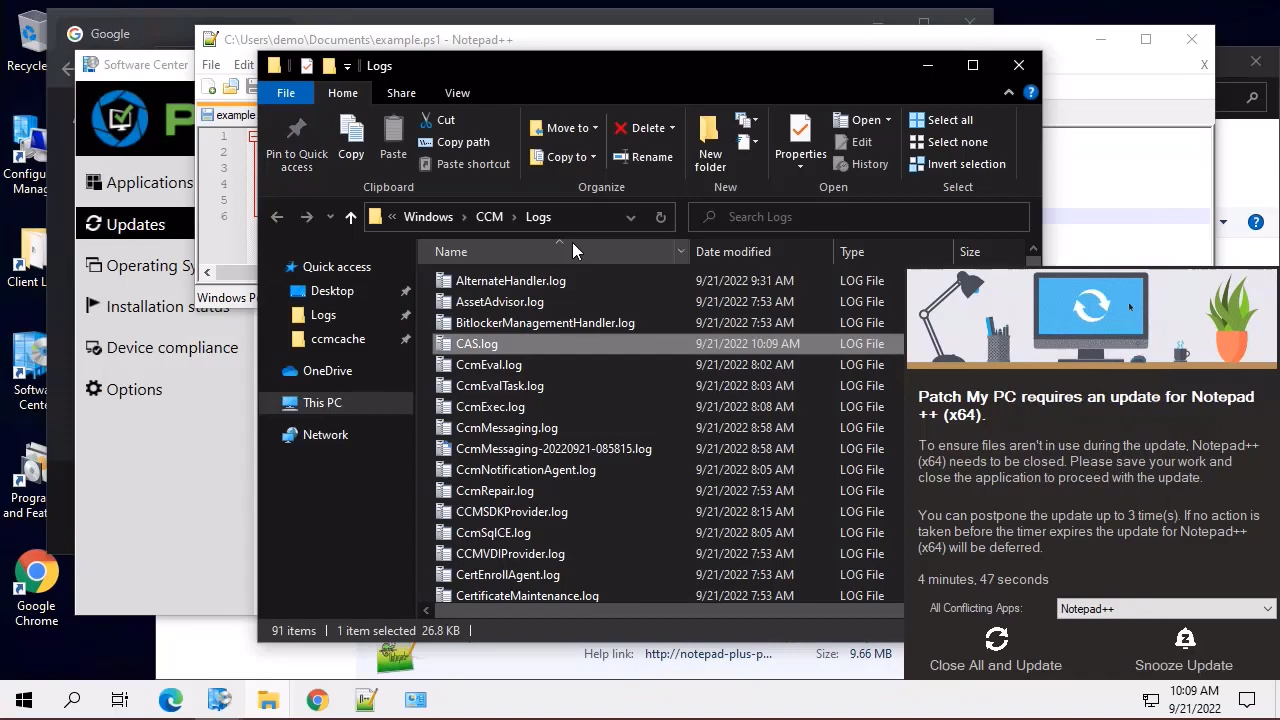 Recycle
Google
C:\Users\demo\Documents\example.ps1 - Notepad++
Software Center
File Edit
X
example
1
2
3
4
5
6
Windows P
Applications
Updates
Operating Sy
Installation status
Device compliance
Options
Configu
Mana
Client L
Softwa
Cente
Progra
and Feat
Google
Chrome
Logs
File Home Share View
Pin to Quick
access
Copy
Paste
Cut
Copy path
Paste shortcut
Clipboard
Move to
Copy to
Delete
Rename
Organize
New
folder
New
Properties
Open
Edit
History
Open
Select all
Select none
Invert selection
Select
« Windows > CCM > Logs
Search Logs
Quick access
Desktop
Logs
ccmcache
OneDrive
This PC
Network
Name Date modified Type Size
AlternateHandler.log 9/21/2022 9:31 AM LOG File
AssetAdvisor.log 9/21/2022 7:53 AM LOG File
BitlockerManagementHandler.log 9/21/2022 7:53 AM LOG File
CAS.log 9/21/2022 10:09 AM LOG File
CcmEval.log 9/21/2022 8:02 AM LOG File
CcmEvalTask.log 9/21/2022 8:03 AM LOG File
CcmExec.log 9/21/2022 8:08 AM LOG File
CcmMessaging.log 9/21/2022 8:58 AM LOG File
CcmMessaging-20220921-085815.log 9/21/2022 8:58 AM LOG File
CcmNotificationAgent.log 9/21/2022 8:05 AM LOG File
CcmRepair.log 9/21/2022 7:53 AM LOG File
CCMSDKProvider.log 9/21/2022 8:15 AM LOG File
CcmSqlCE.log 9/21/2022 8:05 AM LOG File
CCMVDIProvider.log 9/21/2022 7:53 AM LOG File
CertEnrollAgent.log 9/21/2022 7:53 AM LOG File
CertificateMaintenance.log 9/21/2022 7:53 AM LOG File
91 items 1 item selected 26.8 KB
Help link: http://notepad-plus-p... Size: 9.66 MB
Patch My PC requires an update for Notepad
++ (x64).
To ensure files aren't in use during the update, Notepad++
(x64) needs to be closed. Please save your work and
close the application to proceed with the update.
You can postpone the update up to 3 time(s). If no action is
taken before the timer expires the update for Notepad++
(x64) will be deferred.
4 minutes, 47 seconds
All Conflicting Apps: Notepad++
Close All and Update Snooze Update
10:09 AM
9/21/2022